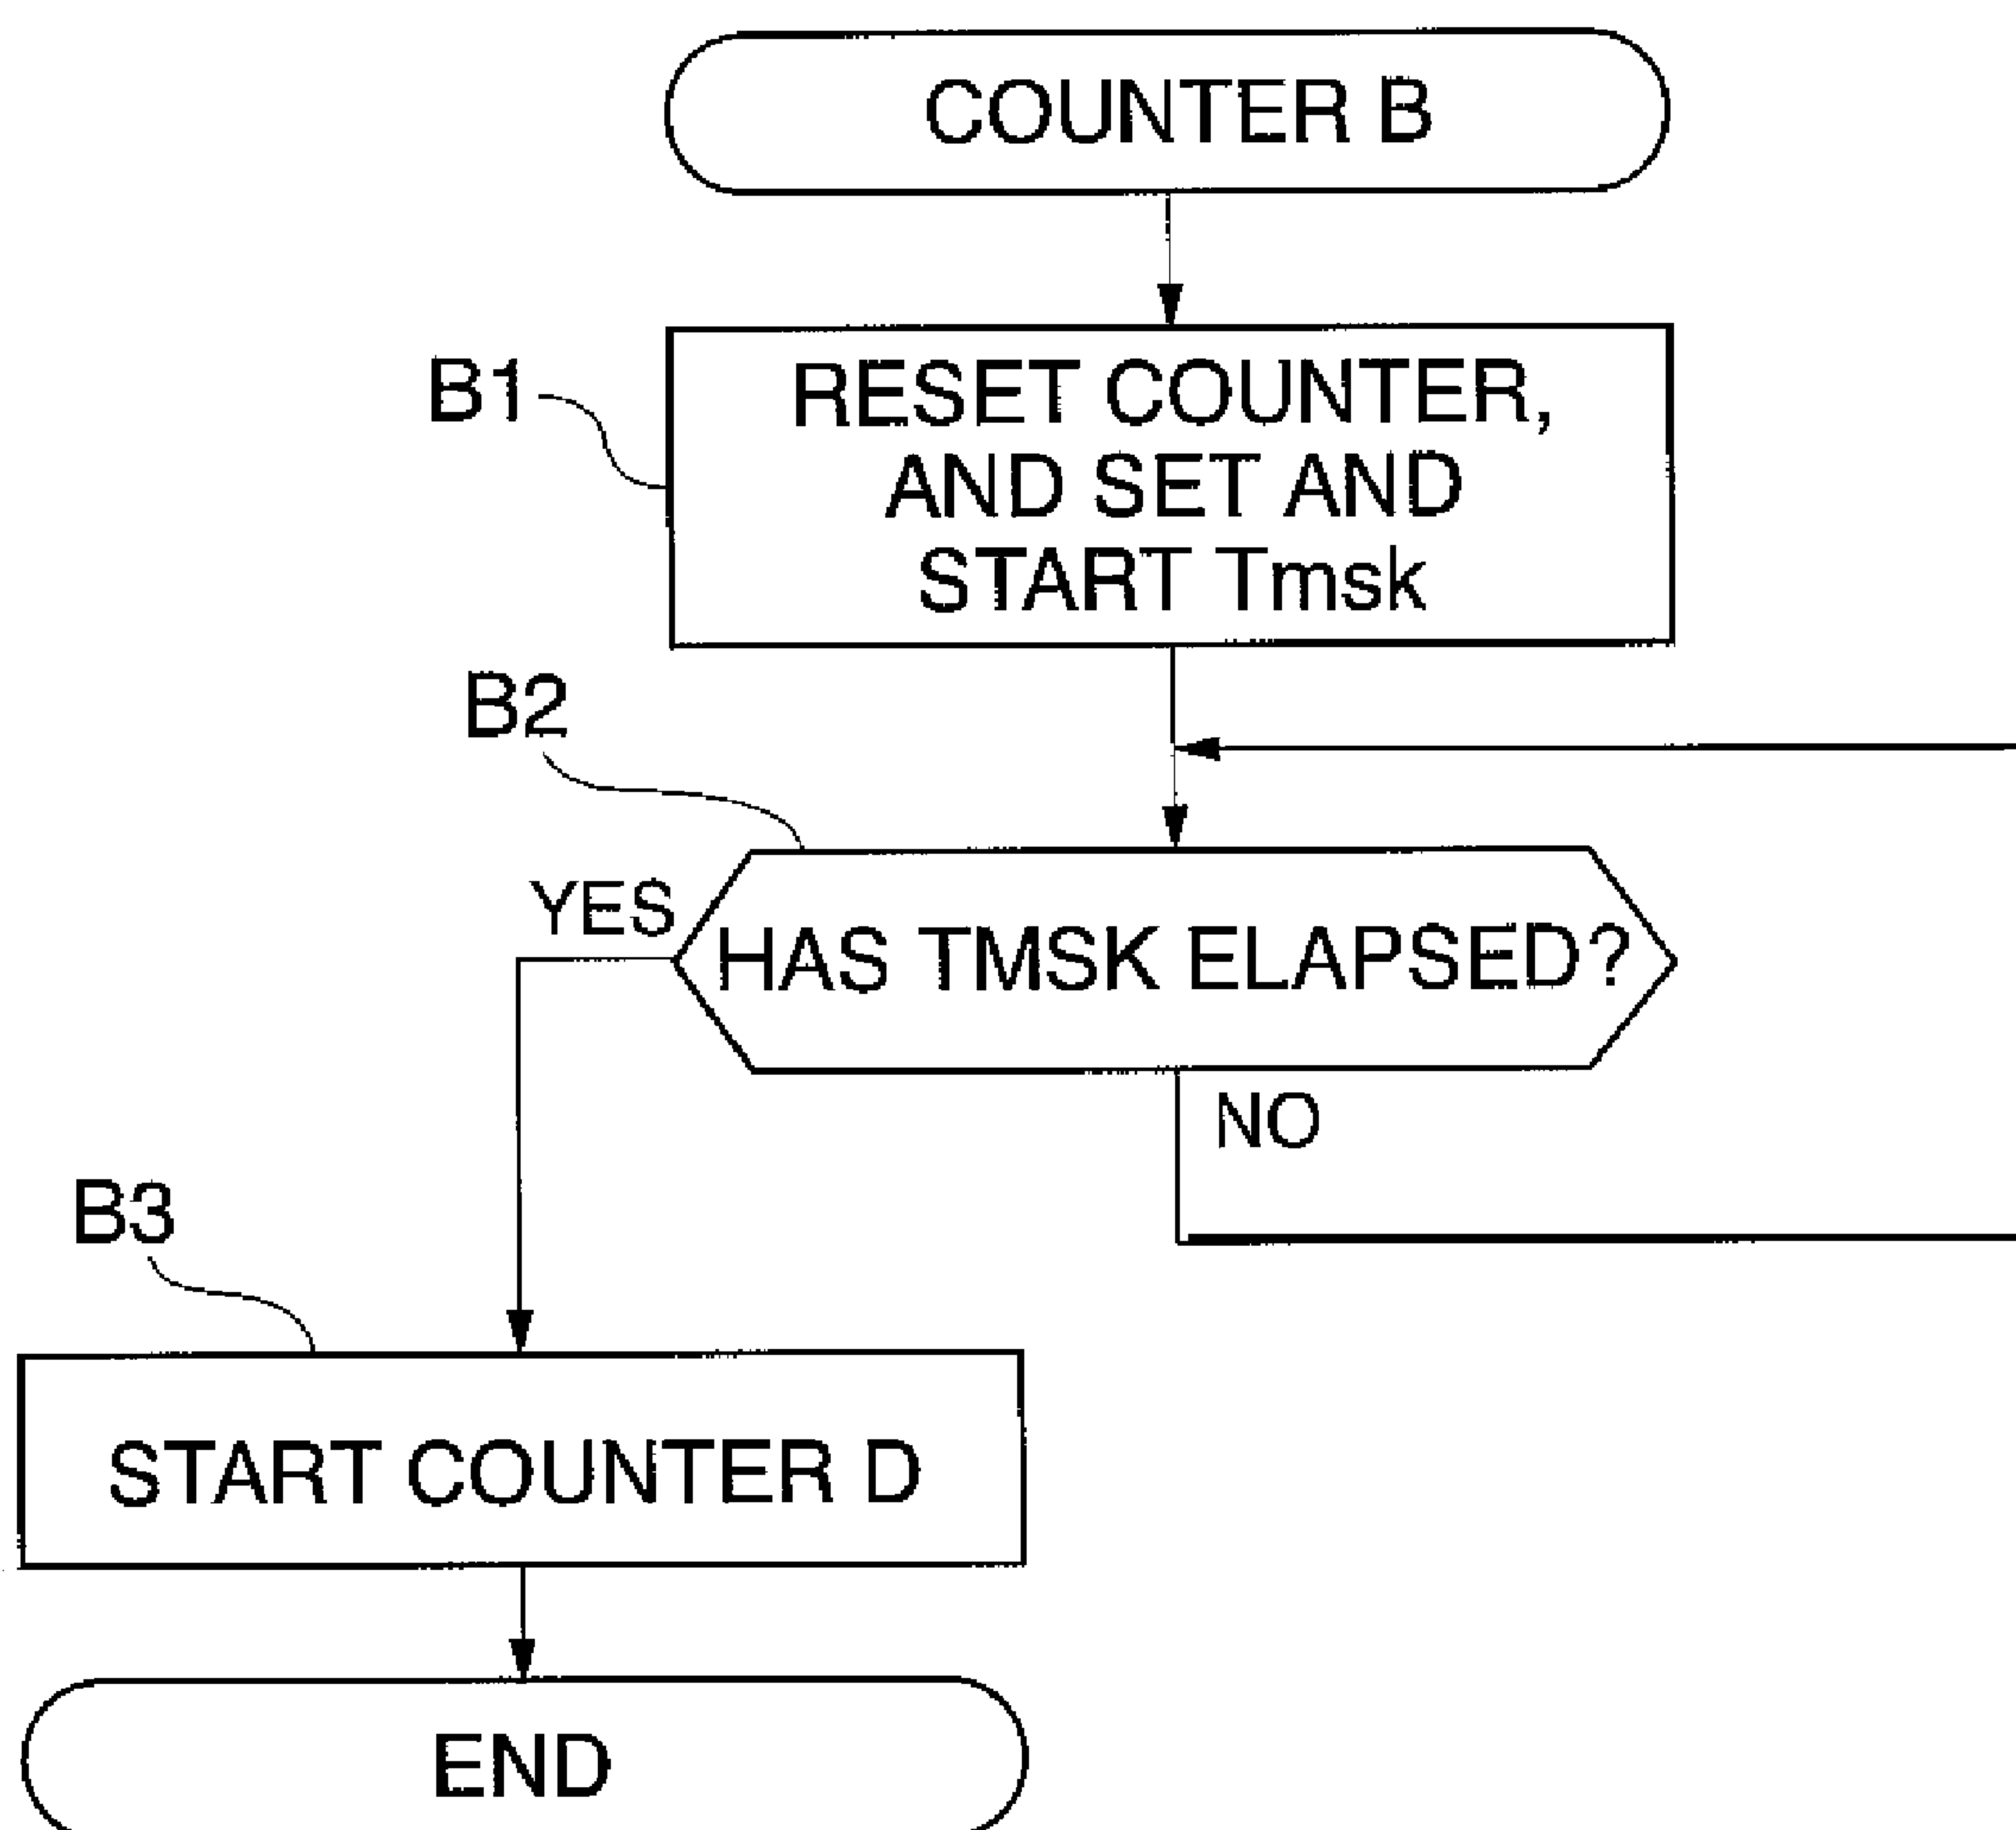 COUNTER B
B1
RESET COUNTER,
AND SET AND
START Tmsk
B2
YES
HAS TMSK ELAPSED?
NO
B3
START COUNTER D
END